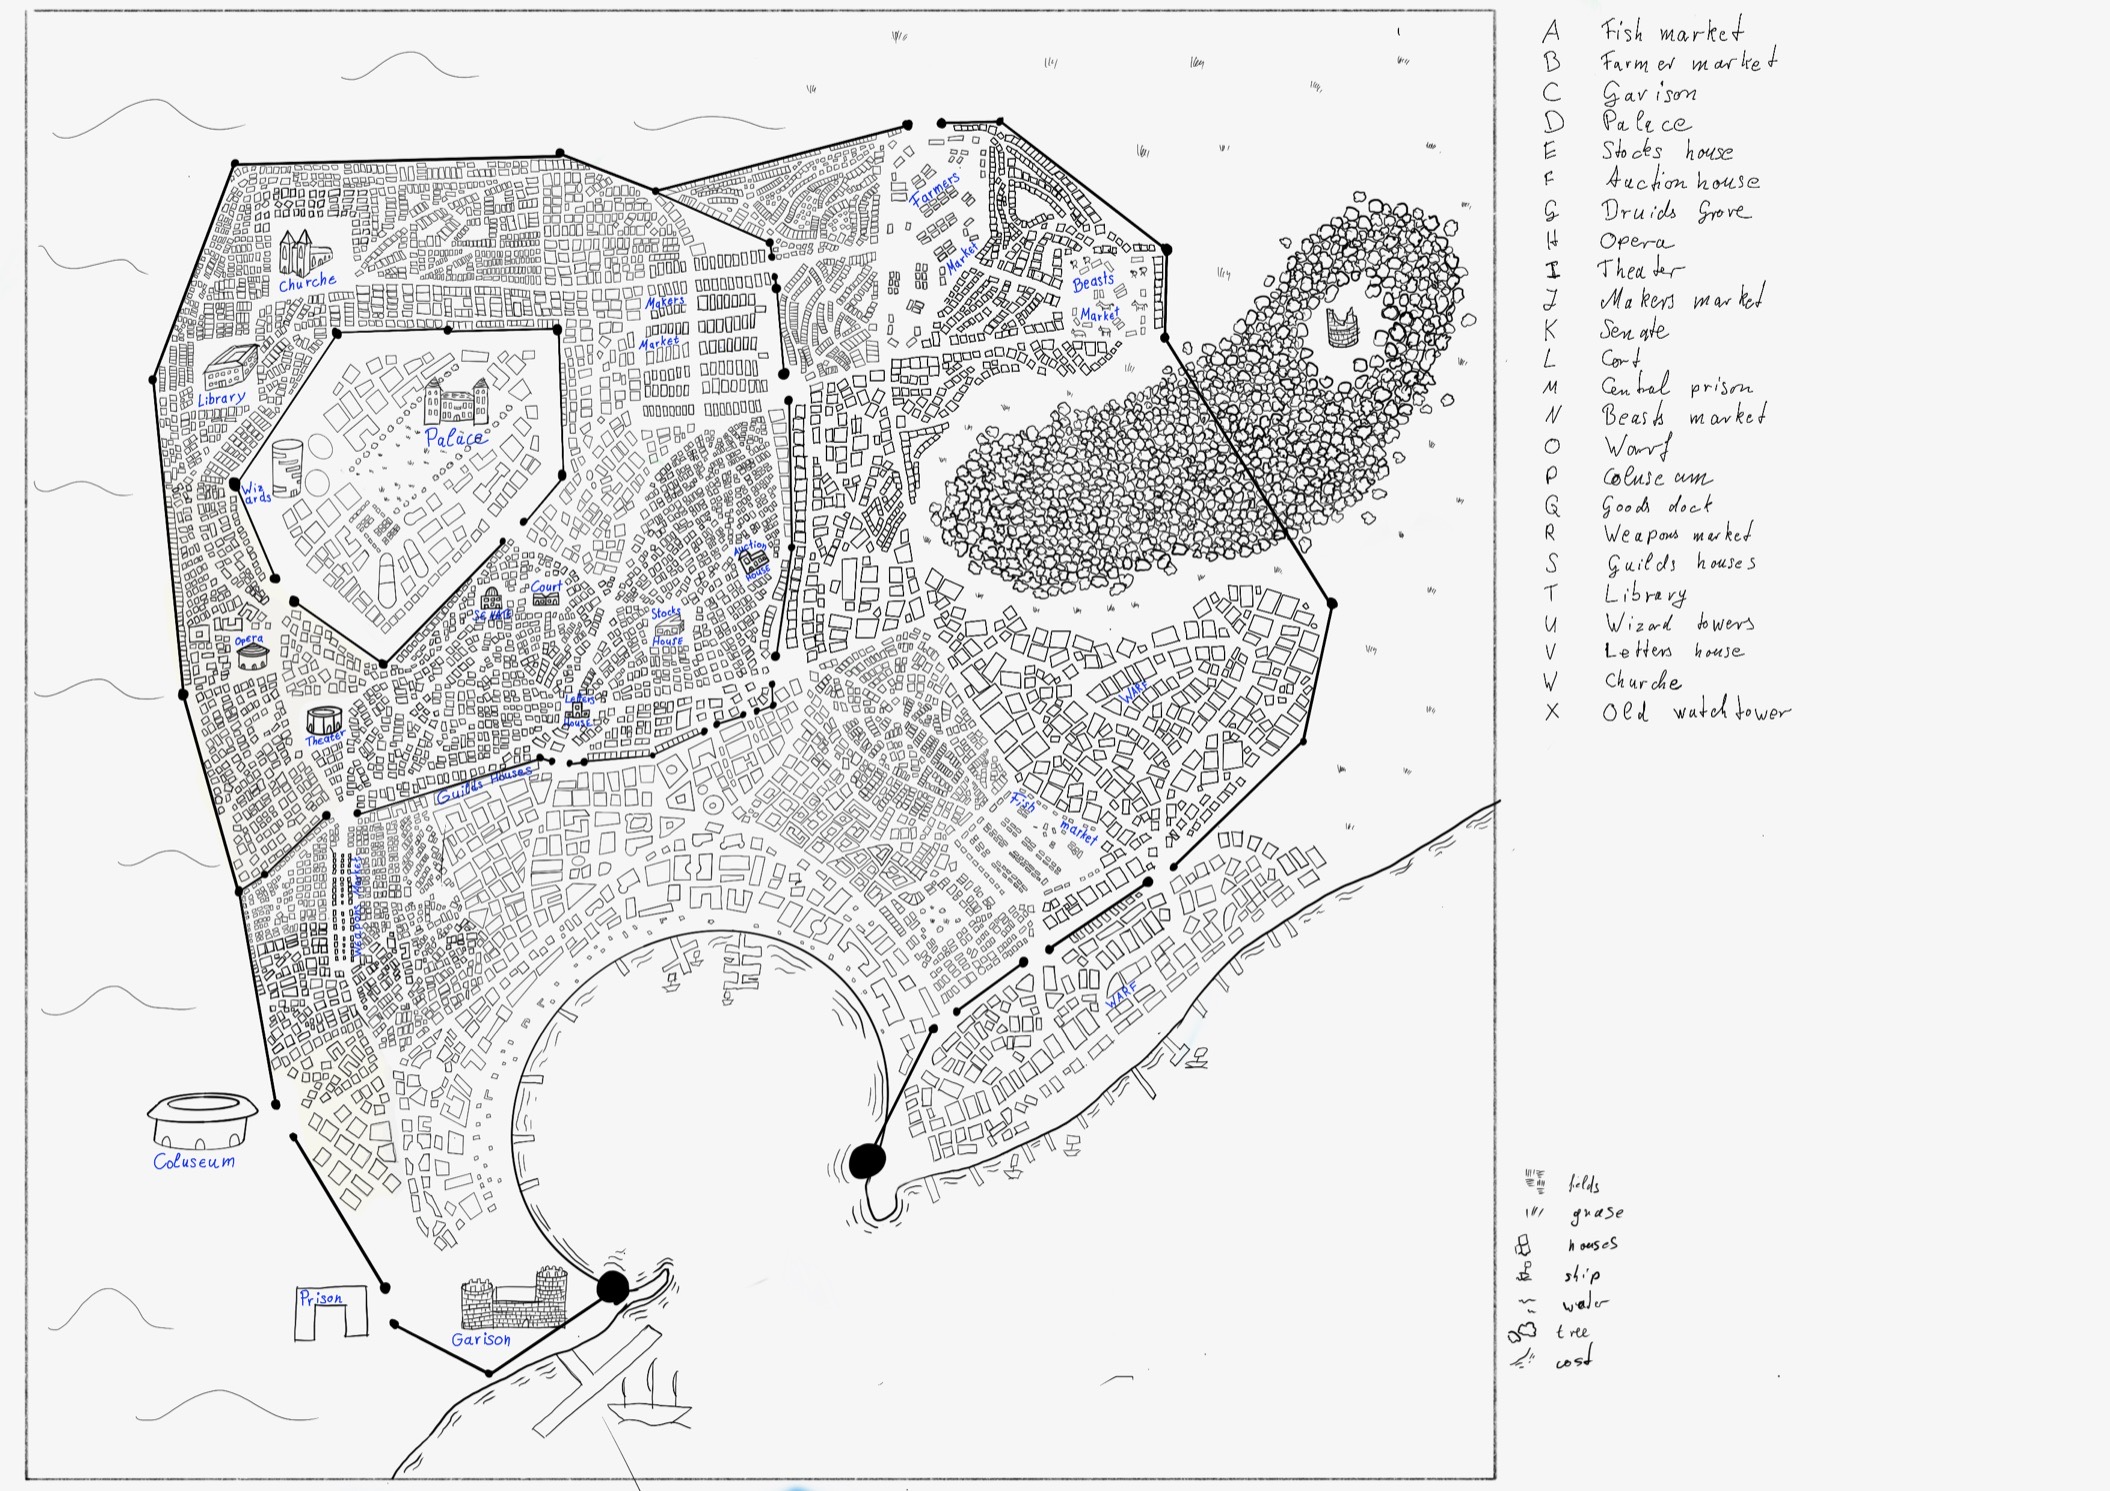 Farmers
Market
Churche
Makers
Market
Beasts
Market
Library
Palace
Wiz
ards
Auction
House
Court
SENATE
Stocks
House
Opera
WARF
Letters
House
Theater
Guilds Houses
Fish
market
Weapons Market
WARF
Coluseum
Prison
Garison
A Fish market
B Farmer market
C Garison
D Palace
E Stocks house
F Auction house
G Druids Grove
H Opera
I Theater
J Makers market
K Senate
L Cort
M Central prison
N Beasts market
O Warf
P Coluseum
Q Goods dock
R Weapons market
S Guilds houses
T Library
U Wizard towers
V Letters house
W Churche
X Old watchtower
fields
grase
houses
ship
water
tree
cost